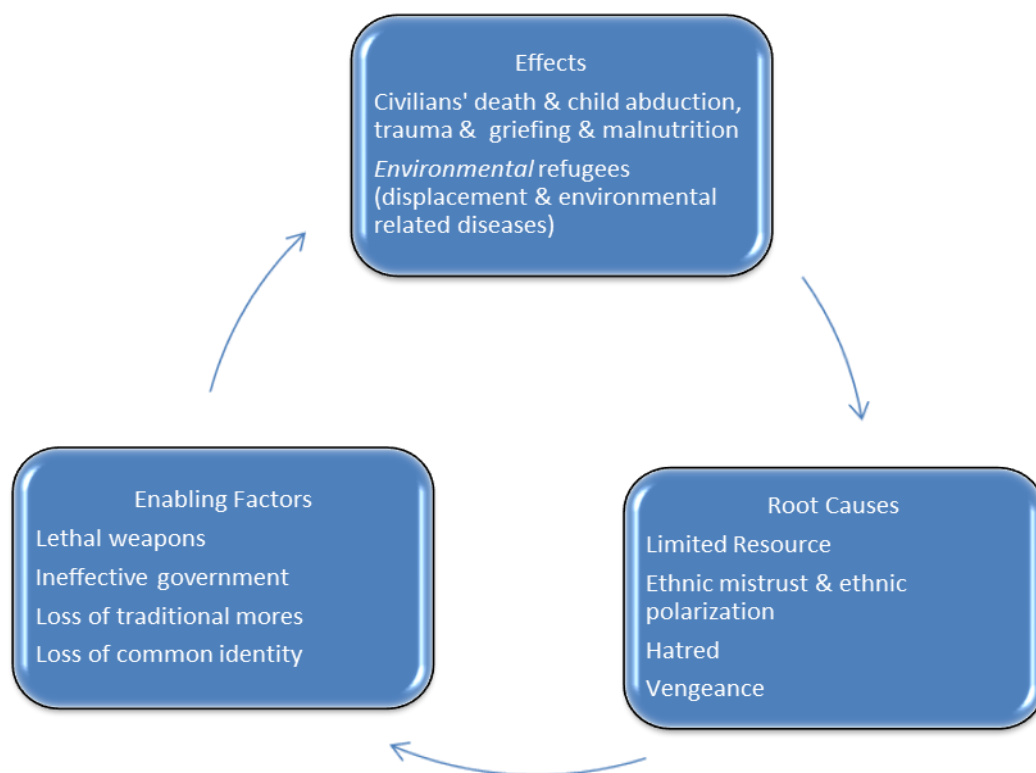 Effects
Civilians' death & child abduction,
trauma &  griefing & malnutrition
Environmental refugees
(displacement & environmental
related diseases)
Enabling Factors
Lethal weapons
Ineffective government
Loss of traditional mores
Loss of common identity
Root Causes
Limited Resource
Ethnic mistrust & ethnic
polarization
Hatred
Vengeance